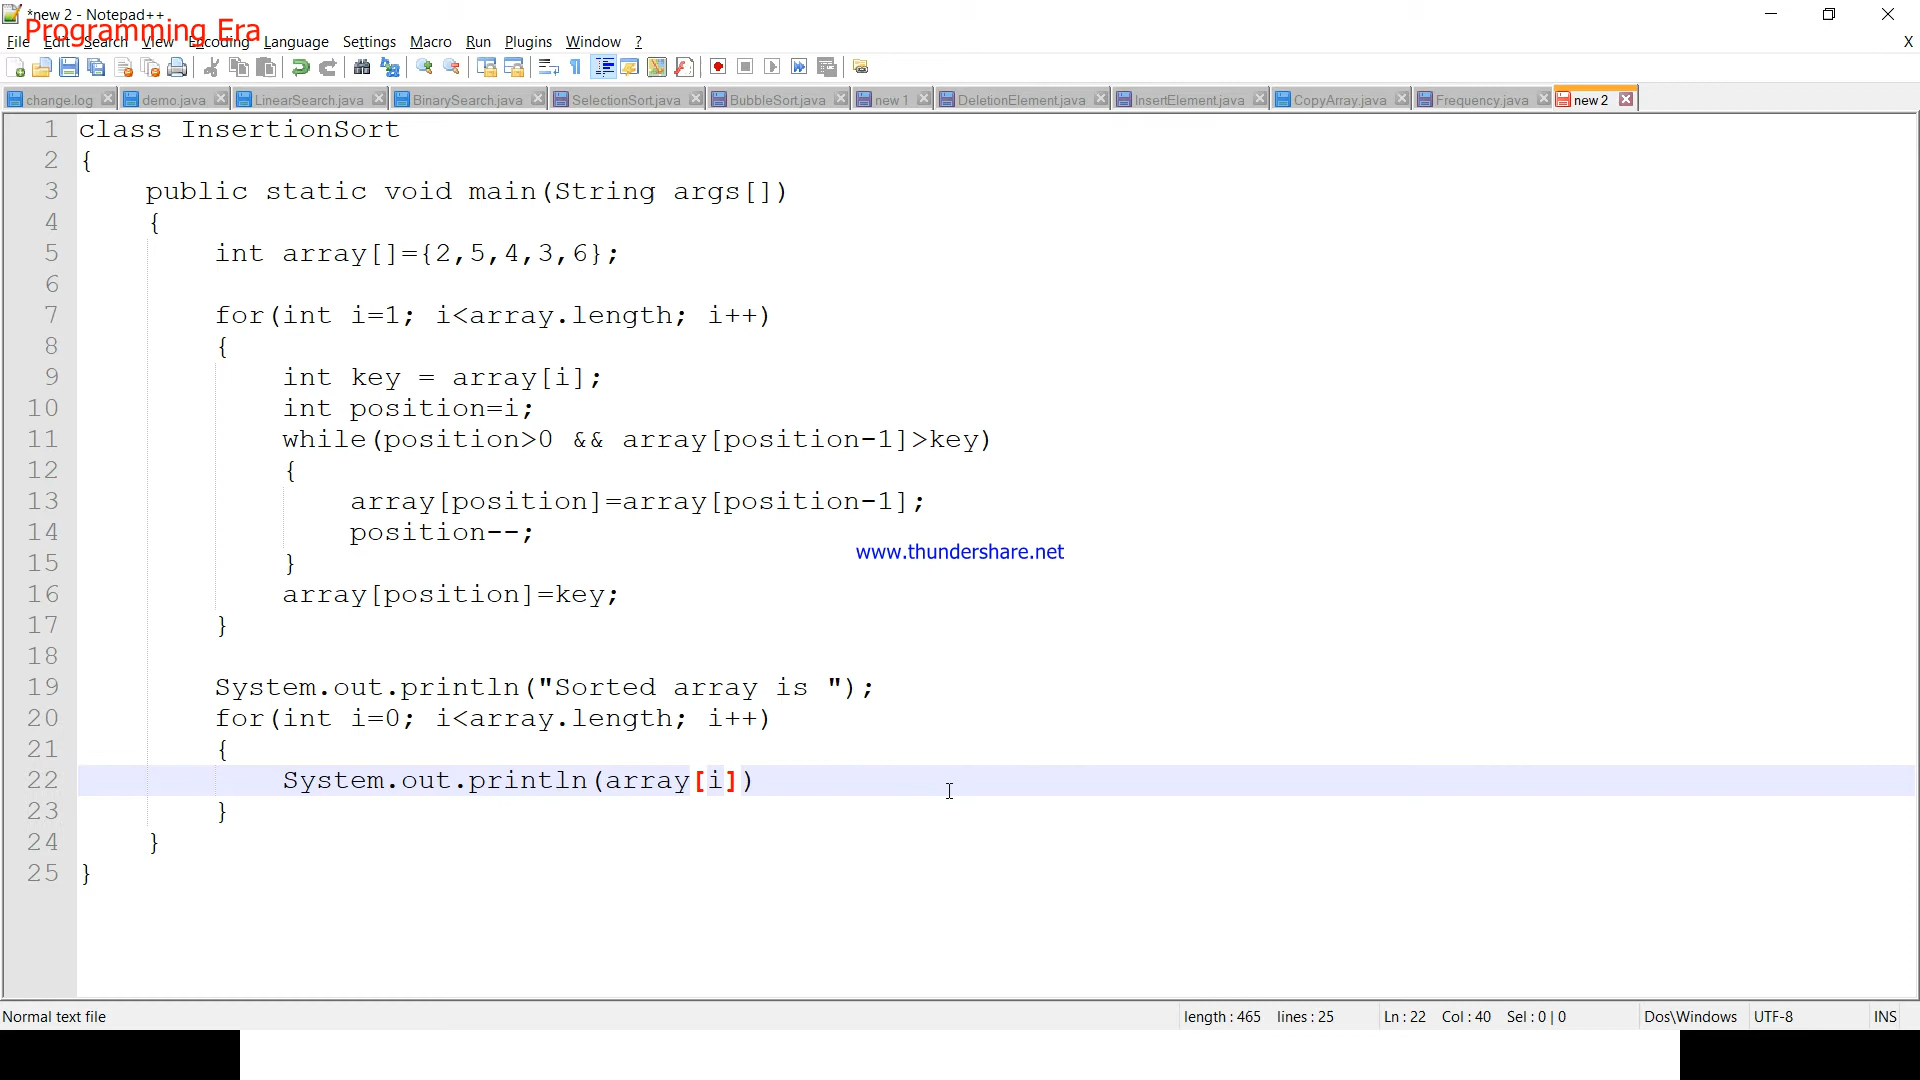 *new 2 - Notepad++
Programming Era
File Edit Search View Encoding Language Settings Macro Run Plugins Window ? X
change.log demo.java LinearSearch.java BinarySearch.java SelectionSort.java BubbleSort.java new 1 DeletionElement.java InsertElement.java CopyArray.java Frequency.java new 2
1 class InsertionSort
2 {
3 public static void main(String args[])
4 {
5 int array[]={2,5,4,3,6};
6
7 for(int i=1; i<array.length; i++)
8 {
9 int key = array[i];
10 int position=i;
11 while(position>0 && array[position-1]>key)
12 {
13 array[position]=array[position-1];
14 position--;
www.thundershare.net
15 }
16 array[position]=key;
17 }
18
19 System.out.println("Sorted array is ");
20 for(int i=0; i<array.length; i++)
21 {
22 System.out.println(array[i])
23 }
24 }
25 }
Normal text file length : 465 lines : 25 Ln : 22 Col : 40 Sel : 0 | 0 Dos\Windows UTF-8 INS